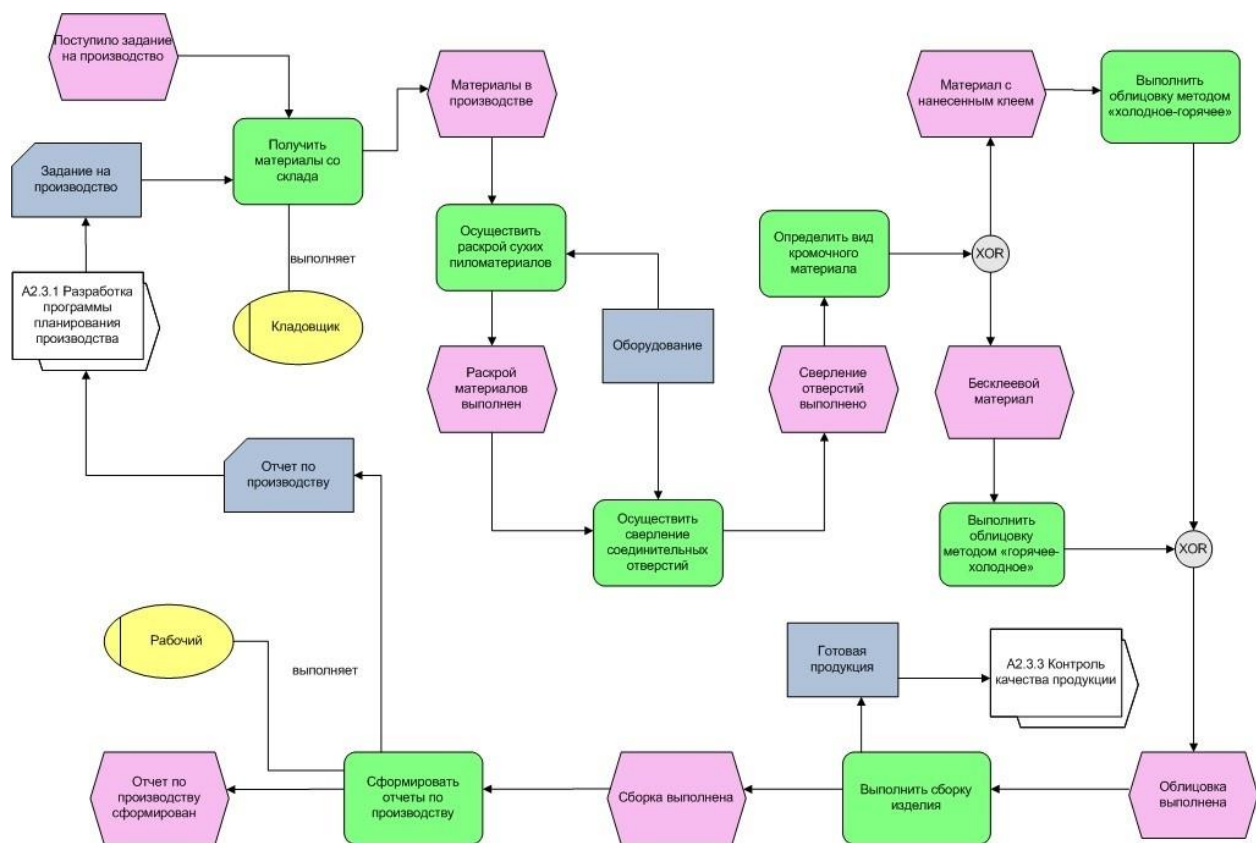 Поступило задание
на производство
Материалы в
производстве
Материал с
нанесенным клеем
Выполнить
облицовку методом
«холодное-горячее»
Получить
материалы со
склада
Задание на
производство
Осуществить
раскрой сухих
пиломатериалов
Определить вид
кромочного
материала
XOR
выполняет
А2.3.1 Разработка
программы
планирования
производства
Кладовщик
Оборудование
Раскрой
материалов
выполнен
Сверление
отверстий
выполнено
Бесклеевой
материал
Отчет по
производству
Осуществить
сверление
соединительных
отверстий
Выполнить
облицовку
методом «горячее-
холодное»
XOR
Рабочий
выполняет
Готовая
продукция
А2.3.3 Контроль
качества продукции
Отчет по
производству
сформирован
Сформировать
отчеты по
производству
Сборка выполнена
Выполнить сборку
изделия
Облицовка
выполнена